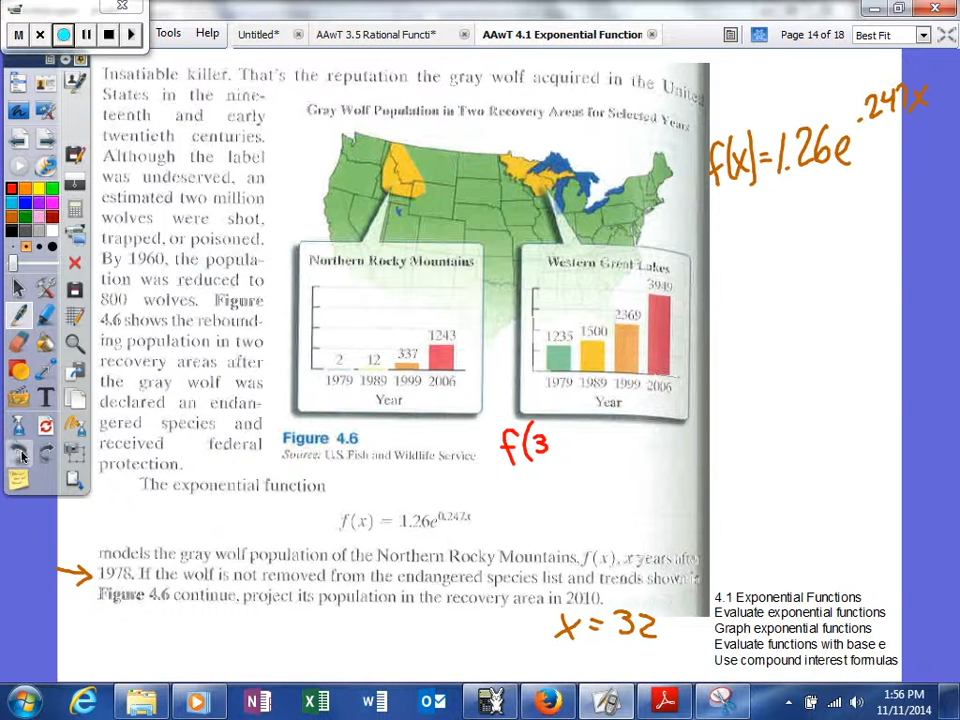 M
Tools Help
Untitled*
AAwT 3.5 Rational Functi*
AAwT 4.1 Exponential Function
Page 14 of 18
Best Fit
Insatiable killer. That's the reputation the gray wolf acquired in the United
States in the nine-
teenth and early
twentieth centuries.
Although the label
was undeserved, an
estimated two million
wolves were shot,
trapped, or poisoned.
By 1960, the popula-
tion was reduced to
800 wolves. Figure
4.6 shows the rebound-
ing population in two
recovery areas after
the gray wolf was
declared an endan-
gered species and
received federal
protection.
Gray Wolf Population in Two Recovery Areas for Selected Years
Northern Rocky Mountains
2 12 337 1243
1979 1989 1999 2006
Year
Western Great Lakes
1235 1500 2369 3949
1979 1989 1999 2006
Year
Figure 4.6
Source: U.S. Fish and Wildlife Service
f(3
f(x)=1.26e^.247x
The exponential function
f(x) = 1.26e^0.247x
models the gray wolf population of the Northern Rocky Mountains, f(x), x years after
1978. If the wolf is not removed from the endangered species list and trends shown
Figure 4.6 continue, project its population in the recovery area in 2010.
x = 32
4.1 Exponential Functions
Evaluate exponential functions
Graph exponential functions
Evaluate functions with base e
Use compound interest formulas
1:56 PM
11/11/2014